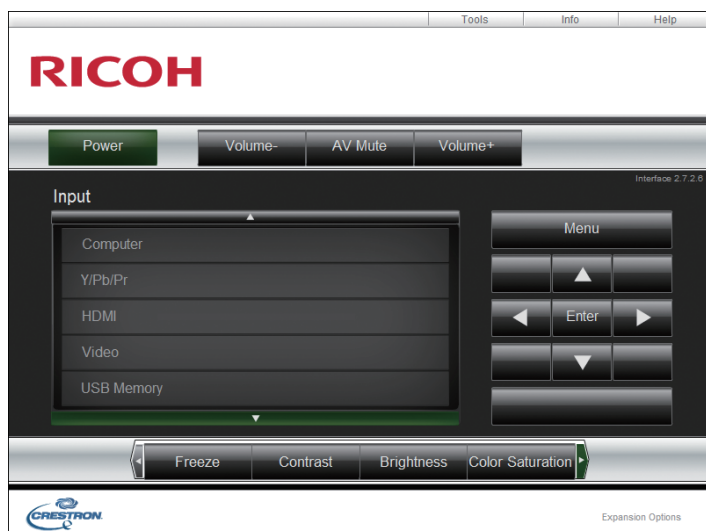 Tools Info Help
RICOH
Power Volume- AV Mute Volume+
Interface 2.7.2.6
Input
Menu
Computer
Y/Pb/Pr
HDMI
Enter
Video
USB Memory
Freeze Contrast Brightness Color Saturation
CRESTRON
Expansion Options